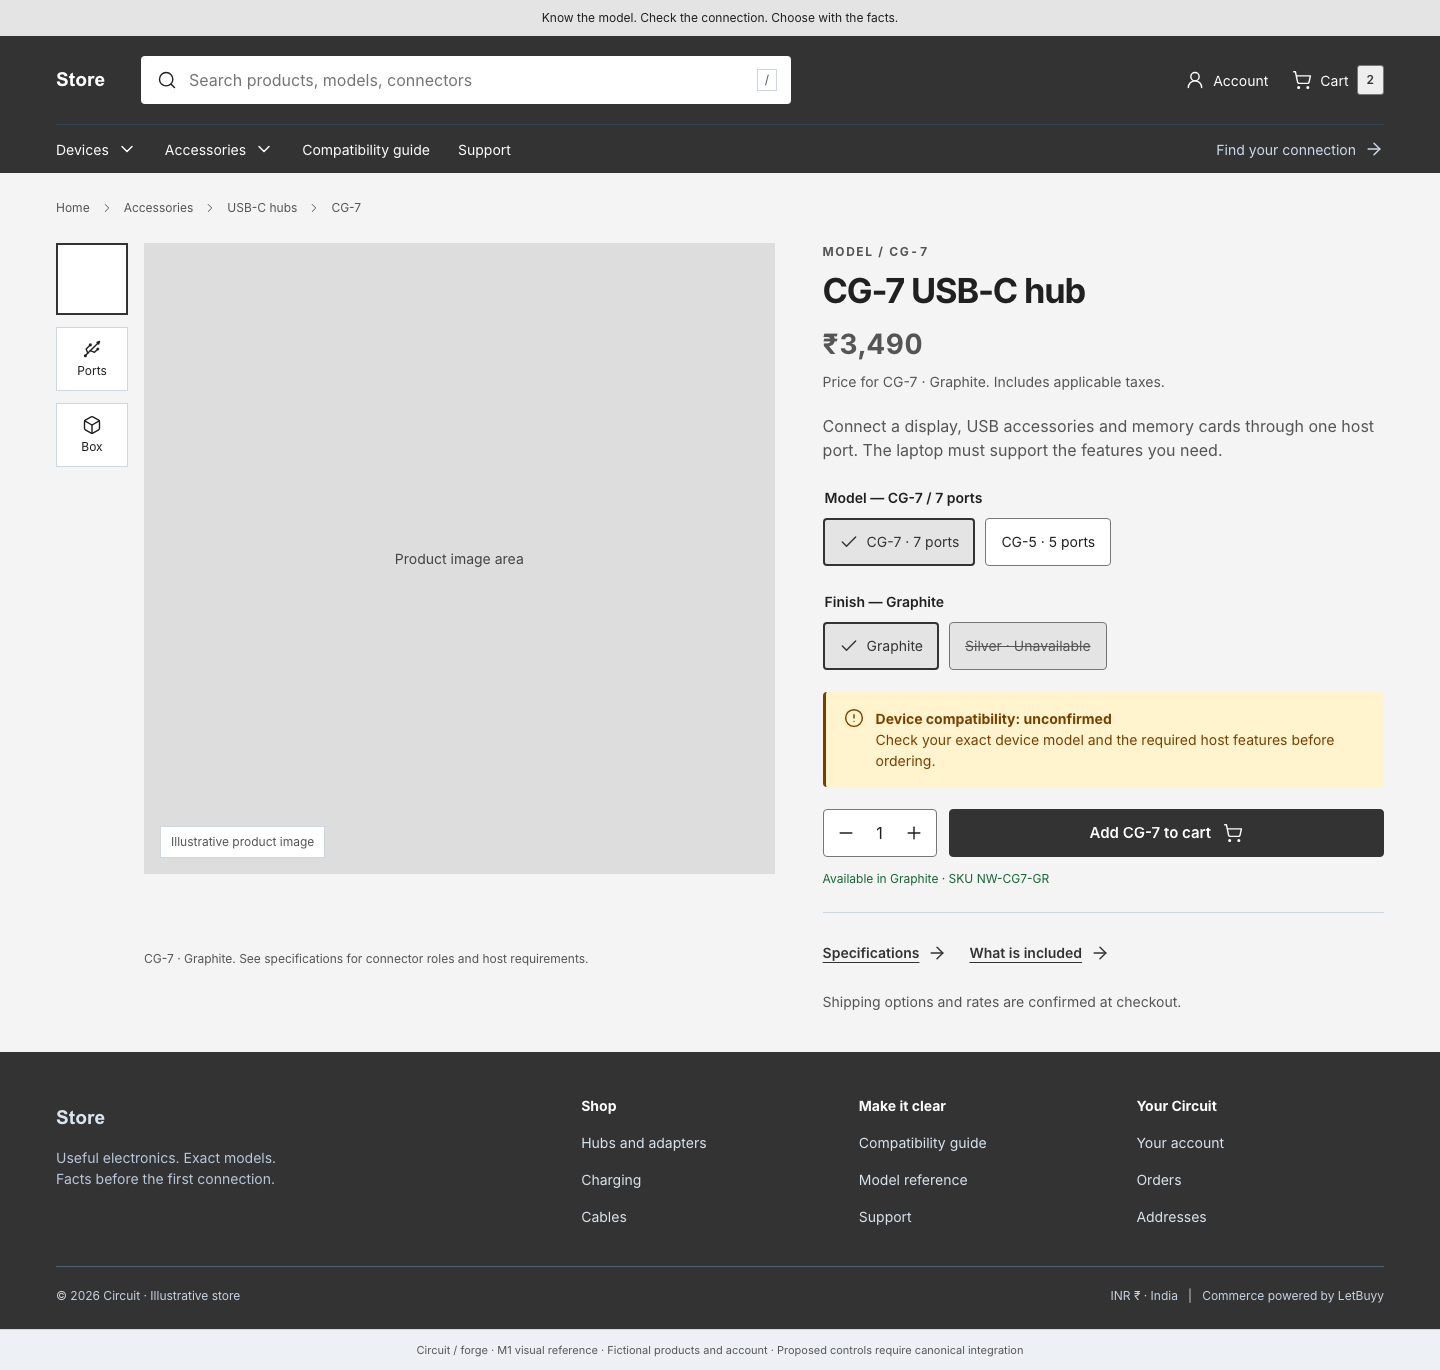 Know the model. Check the connection. Choose with the facts.
Store
Search products, models, connectors
/
Account
Cart
2
Devices
Accessories
Compatibility guide
Support
Find your connection
Home
Accessories
USB-C hubs
CG-7
Ports
Box
Product image area
Illustrative product image
CG-7 · Graphite. See specifications for connector roles and host requirements.
MODEL / CG-7
CG-7 USB-C hub
₹3,490
Price for CG-7 · Graphite. Includes applicable taxes.
Connect a display, USB accessories and memory cards through one host
port. The laptop must support the features you need.
Model — CG-7 / 7 ports
CG-7 · 7 ports
CG-5 · 5 ports
Finish — Graphite
Graphite
Silver · Unavailable
Device compatibility: unconfirmed
Check your exact device model and the required host features before
ordering.
1
Add CG-7 to cart
Available in Graphite · SKU NW-CG7-GR
Specifications
What is included
Shipping options and rates are confirmed at checkout.
Store
Useful electronics. Exact models.
Facts before the first connection.
Shop
Hubs and adapters
Charging
Cables
Make it clear
Compatibility guide
Model reference
Support
Your Circuit
Your account
Orders
Addresses
© 2026 Circuit · Illustrative store
INR ₹ · India | Commerce powered by LetBuyy
Circuit / forge · M1 visual reference · Fictional products and account · Proposed controls require canonical integration